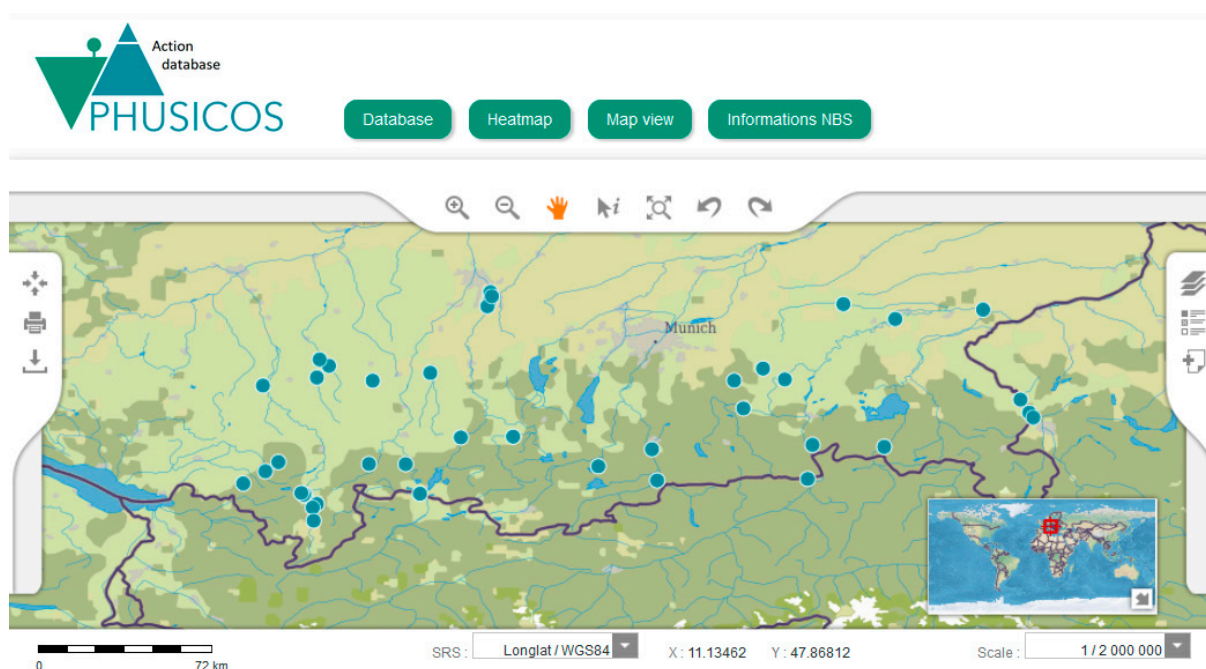 Action
database
PHUSICOS
Database
Heatmap
Map view
Informations NBS
Munich
0
72 km
SRS :
Longlat / WGS84
X : 11.13462
Y : 47.86812
Scale :
1 / 2 000 000